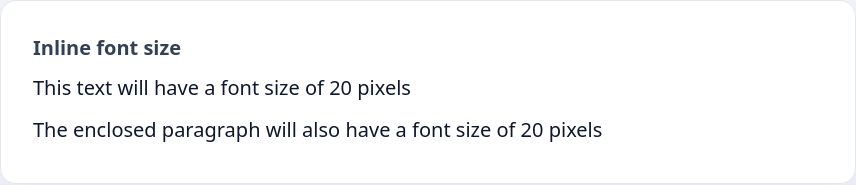 Inline font size
This text will have a font size of 20 pixels
The enclosed paragraph will also have a font size of 20 pixels